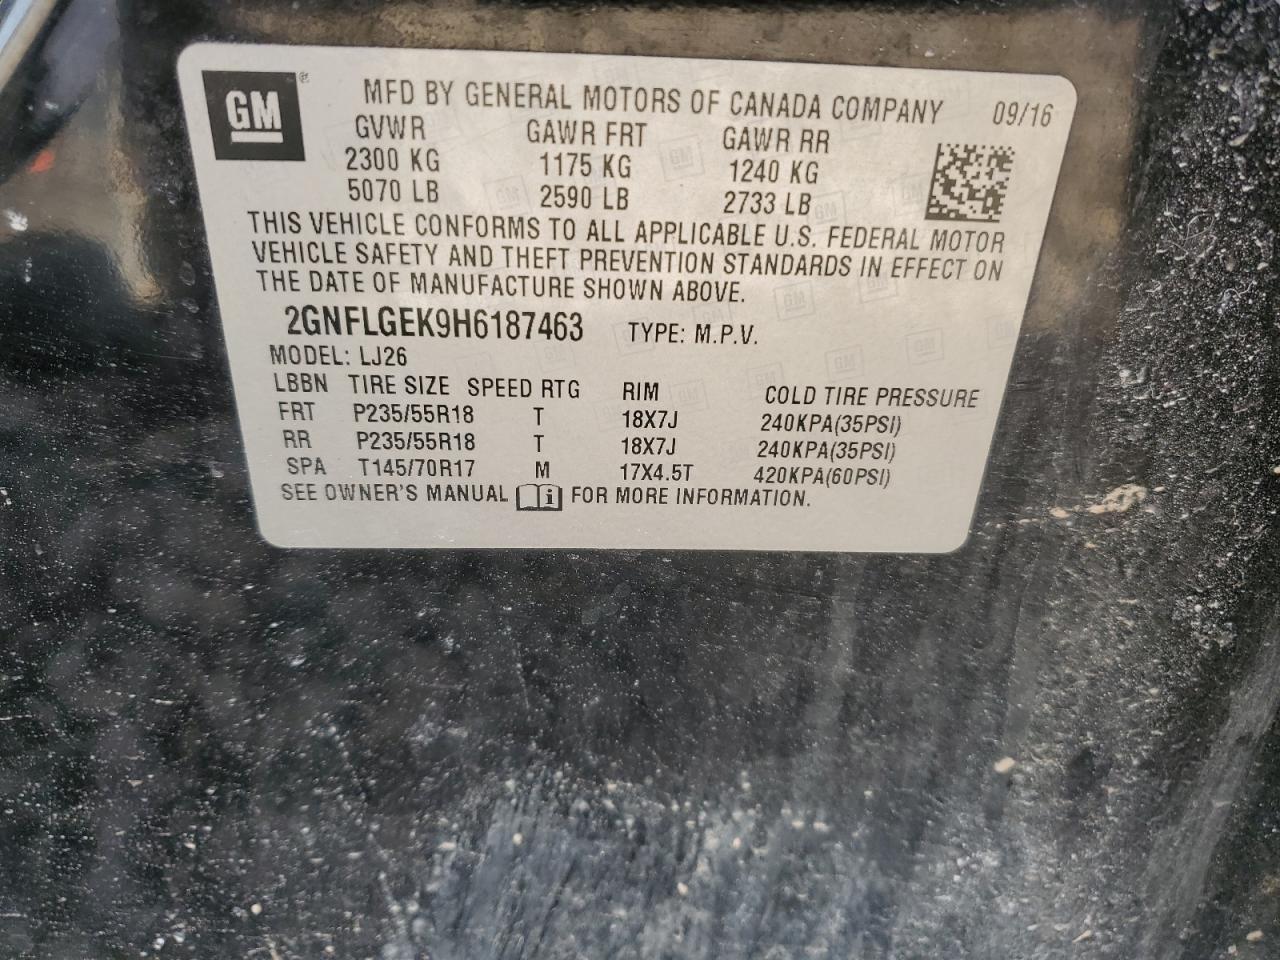 GM ®
MFD BY GENERAL MOTORS OF CANADA COMPANY 09/16
GVWR GAWR FRT GAWR RR
2300 KG 1175 KG 1240 KG
5070 LB 2590 LB 2733 LB
THIS VEHICLE CONFORMS TO ALL APPLICABLE U.S. FEDERAL MOTOR
VEHICLE SAFETY AND THEFT PREVENTION STANDARDS IN EFFECT ON
THE DATE OF MANUFACTURE SHOWN ABOVE.
2GNFLGEK9H6187463 TYPE: M.P.V.
MODEL: LJ26
LBBN TIRE SIZE SPEED RTG RIM COLD TIRE PRESSURE
FRT P235/55R18 T 18X7J 240KPA(35PSI)
RR P235/55R18 T 18X7J 240KPA(35PSI)
SPA T145/70R17 M 17X4.5T 420KPA(60PSI)
SEE OWNER'S MANUAL i FOR MORE INFORMATION.